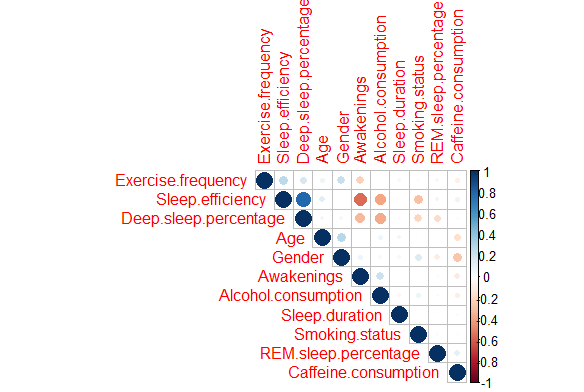 Exercise.frequency
Sleep.efficiency
Deep.sleep.percentage
Age
Gender
Awakenings
Alcohol.consumption
Sleep.duration
Smoking.status
REM.sleep.percentage
Caffeine.consumption
Exercise.frequency
Sleep.efficiency
Deep.sleep.percentage
Age
Gender
Awakenings
Alcohol.consumption
Sleep.duration
Smoking.status
REM.sleep.percentage
Caffeine.consumption
1
0.8
0.6
0.4
0.2
0
-0.2
-0.4
-0.6
-0.8
-1